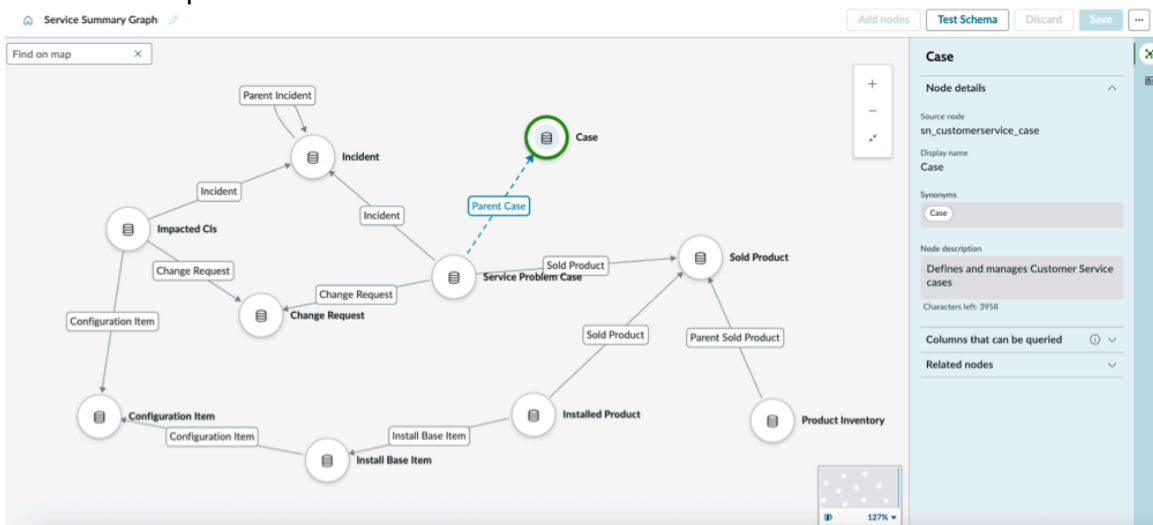 Service Summary Graph
Add nodes
Test Schema
Discard
Save
Find on map
Parent Incident
Incident
Case
Incident
Parent Case
Incident
Impacted CIs
Change Request
Sold Product
Sold Product
Service Problem Case
Change Request
Change Request
Configuration Item
Sold Product
Parent Sold Product
Configuration Item
Installed Product
Product Inventory
Configuration Item
Install Base Item
Install Base Item
127%
Case
Node details
Source node
sn_customerservice_case
Display name
Case
Synonyms
Case
Node description
Defines and manages Customer Service
cases
Characters left: 3958
Columns that can be queried
Related nodes